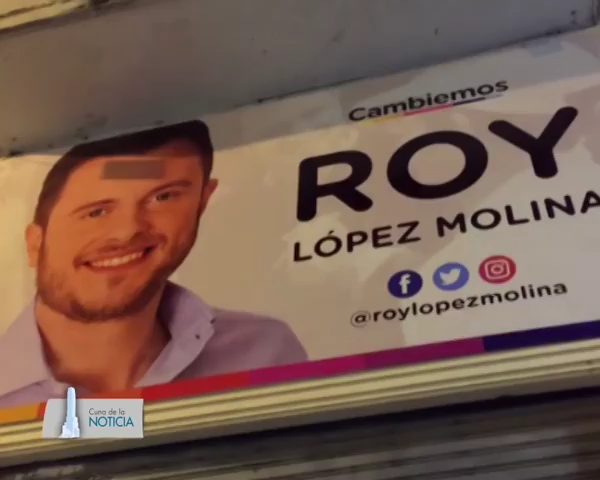 Cambiemos
ROY
LÓPEZ MOLINA
@roylopezmolina
Cuna de la
NOTICIA